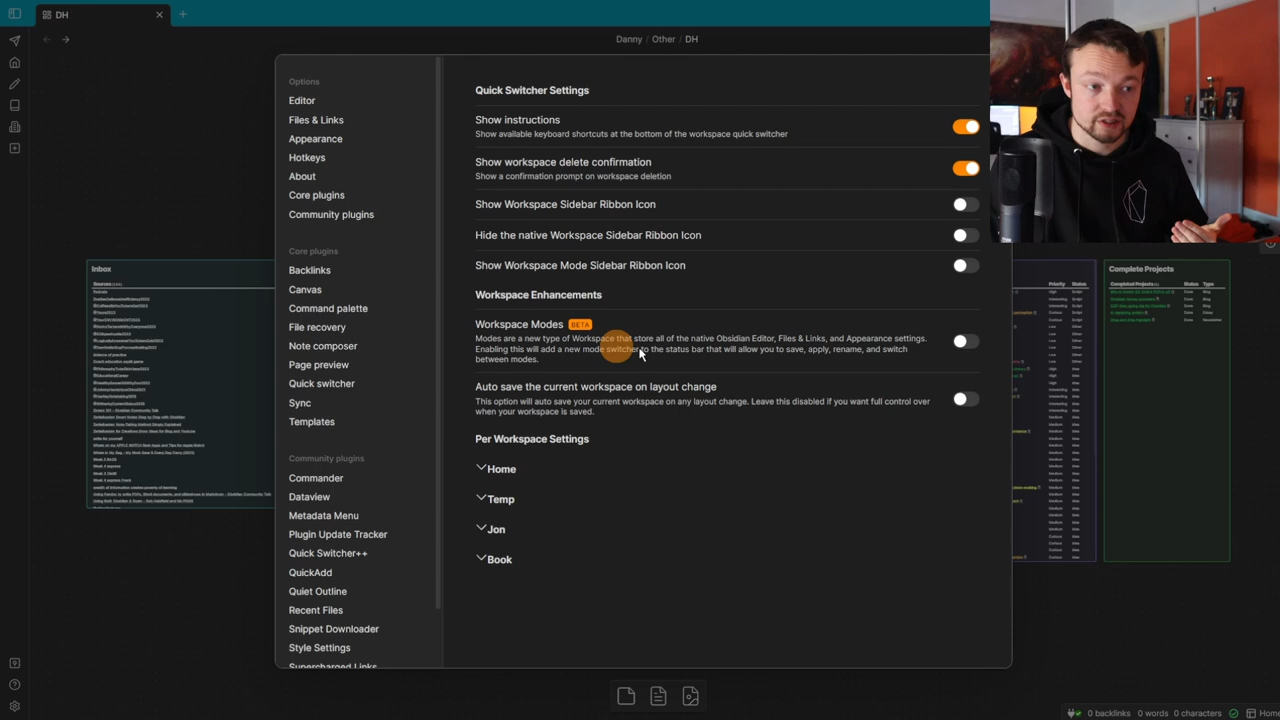 DH
Danny / Other / DH
Options
Editor
Files & Links
Appearance
Hotkeys
About
Core plugins
Community plugins
Core plugins
Backlinks
Canvas
Command palette
File recovery
Note composer
Page preview
Quick switcher
Sync
Templates
Community plugins
Commander
Dataview
Metadata Menu
Plugin Update Tracker
Quick Switcher++
QuickAdd
Quiet Outline
Recent Files
Snippet Downloader
Style Settings
Supercharged Links
Quick Switcher Settings
Show instructions
Show available keyboard shortcuts at the bottom of the workspace quick switcher
Show workspace delete confirmation
Show a confirmation prompt on workspace deletion
Show Workspace Sidebar Ribbon Icon
Hide the native Workspace Sidebar Ribbon Icon
Show Workspace Mode Sidebar Ribbon Icon
Workspace Enhancements
Workspace Modes BETA
Modes are a new type of Workspace that store all of the native Obsidian Editor, Files & Links, and Appearance settings.
Enabling this will add a new mode switcher to the status bar that will allow you to save, apply, rename, and switch
between modes.
Auto save the current workspace on layout change
This option will auto save your current workspace on any layout change. Leave this disabled if you want full control over
when your workspace is saved.
Per Workspace Settings
Home
Temp
Jon
Book
Inbox
Complete Projects
Priority Status
Completed Projects Status Type
0 backlinks 0 words 0 characters Home